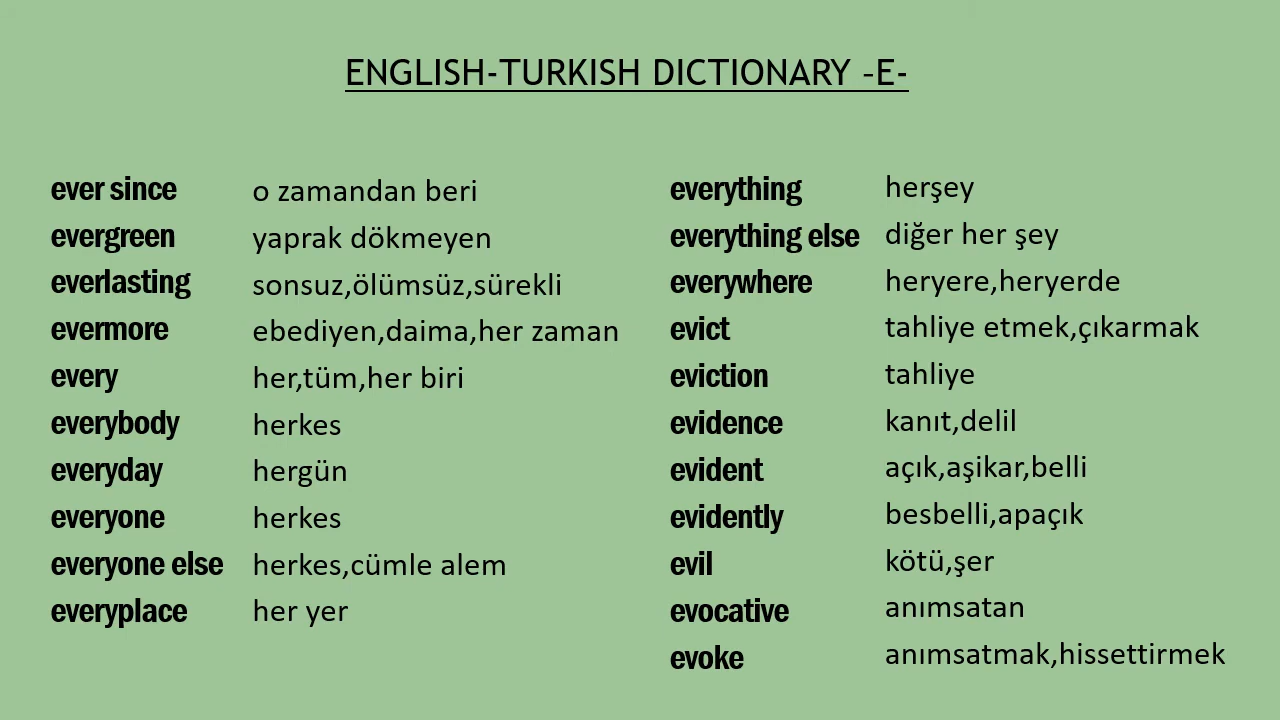 ENGLISH-TURKISH DICTIONARY –E-
ever since o zamandan beri
evergreen yaprak dökmeyen
everlasting sonsuz,ölümsüz,sürekli
evermore ebediyen,daima,her zaman
every her,tüm,her biri
everybody herkes
everyday hergün
everyone herkes
everyone else herkes,cümle alem
everyplace her yer
everything herşey
everything else diğer her şey
everywhere heryere,heryerde
evict tahliye etmek,çıkarmak
eviction tahliye
evidence kanıt,delil
evident açık,aşikar,belli
evidently besbelli,apaçık
evil kötü,şer
evocative anımsatan
evoke anımsatmak,hissettirmek